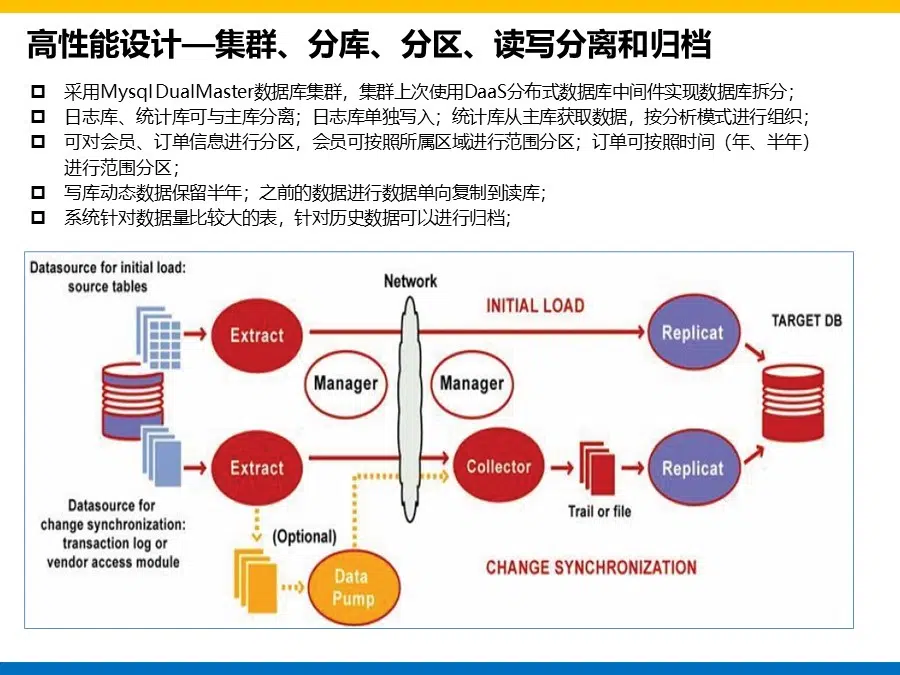 高性能设计—集群、分库、分区、读写分离和归档
采用Mysql DualMaster数据库集群，集群上次使用DaaS分布式数据库中间件实现数据库拆分；
日志库、统计库可与主库分离；日志库单独写入；统计库从主库获取数据，按分析模式进行组织；
可对会员、订单信息进行分区，会员可按照所属区域进行范围分区；订单可按照时间（年、半年）
进行范围分区；
写库动态数据保留半年；之前的数据进行数据单向复制到读库；
系统针对数据量比较大的表，针对历史数据可以进行归档；
Datasource for initial load:
source tables
Network
INITIAL LOAD
TARGET DB
Extract
Replicat
Manager
Manager
Extract
Collector
Replicat
Trail or file
Datasource for
change synchronization:
transaction log or
vendor access module
(Optional)
Data
Pump
CHANGE SYNCHRONIZATION